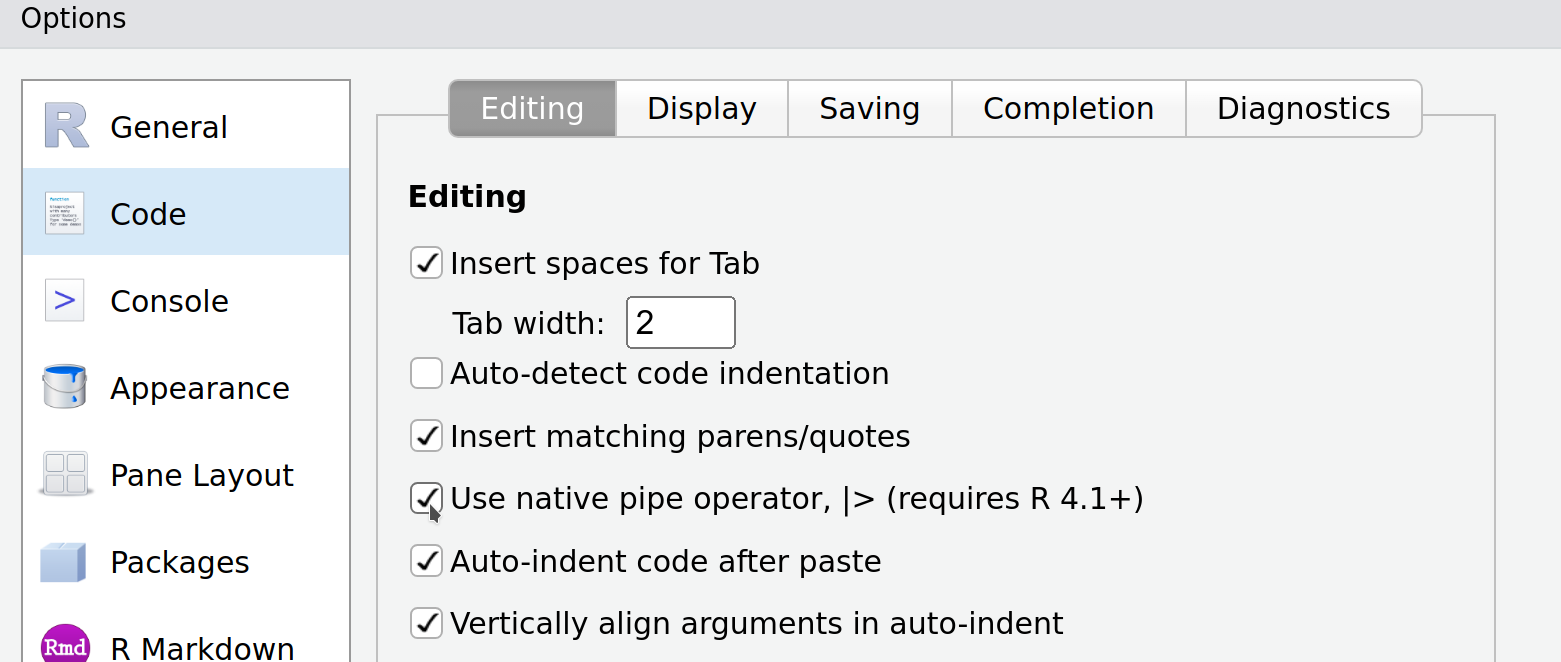 Options
General
Code
Console
Appearance
Pane Layout
Packages
Rmd R Markdown
Editing Display Saving Completion Diagnostics
Editing
Insert spaces for Tab
Tab width: 2
Auto-detect code indentation
Insert matching parens/quotes
Use native pipe operator, |> (requires R 4.1+)
Auto-indent code after paste
Vertically align arguments in auto-indent